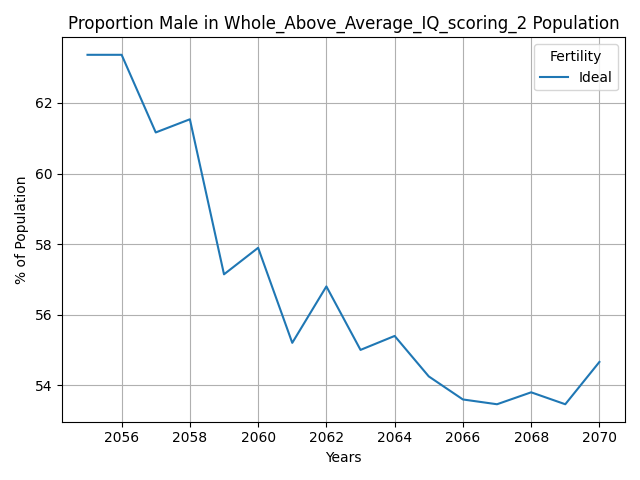 Proportion Male in Whole_Above_Average_IQ_scoring_2 Population
Fertility
Ideal
% of Population
62
60
58
56
54
2056 2058 2060 2062 2064 2066 2068 2070
Years